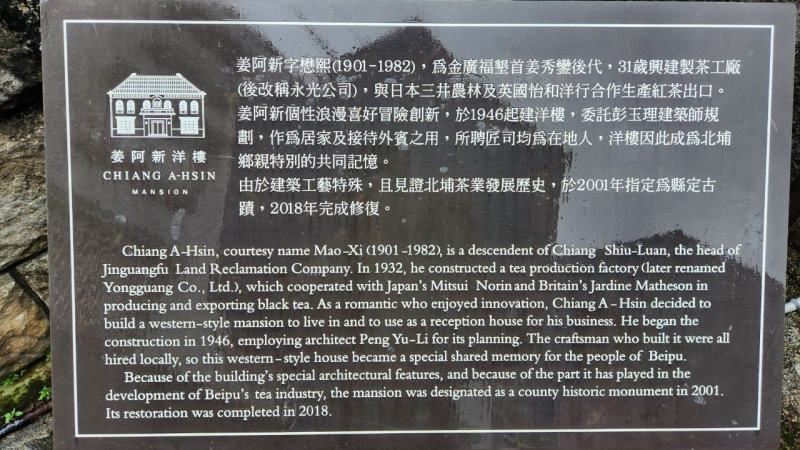 姜阿新洋樓
CHIANG A-HSIN
MANSION
姜阿新字懋熙(1901-1982)，為金廣福墾首姜秀鑾後代，31歲興建製茶工廠
(後改稱永光公司)，與日本三井農林及英國怡和洋行合作生產紅茶出口。
姜阿新個性浪漫喜好冒險創新，於1946起建洋樓，委託彭玉理建築師規
劃，作為居家及接待外賓之用，所聘匠司均為在地人，洋樓因此成為北埔
鄉親特別的共同記憶。
由於建築工藝特殊，且見證北埔茶業發展歷史，於2001年指定為縣定古
蹟，2018年完成修復。
Chiang A-Hsin, courtesy name Mao-Xi (1901-1982), is a descendent of Chiang Shiu-Luan, the head of
Jinguangfu Land Reclamation Company. In 1932, he constructed a tea production factory (later renamed
Yongguang Co., Ltd.), which cooperated with Japan's Mitsui Norin and Britain's Jardine Matheson in
producing and exporting black tea. As a romantic who enjoyed innovation, Chiang A-Hsin decided to
build a western-style mansion to live in and to use as a reception house for his business. He began the
construction in 1946, employing architect Peng Yu-Li for its planning. The craftsman who built it were all
hired locally, so this western-style house became a special shared memory for the people of Beipu.
Because of the building's special architectural features, and because of the part it has played in the
development of Beipu's tea industry, the mansion was designated as a county historic monument in 2001.
Its restoration was completed in 2018.